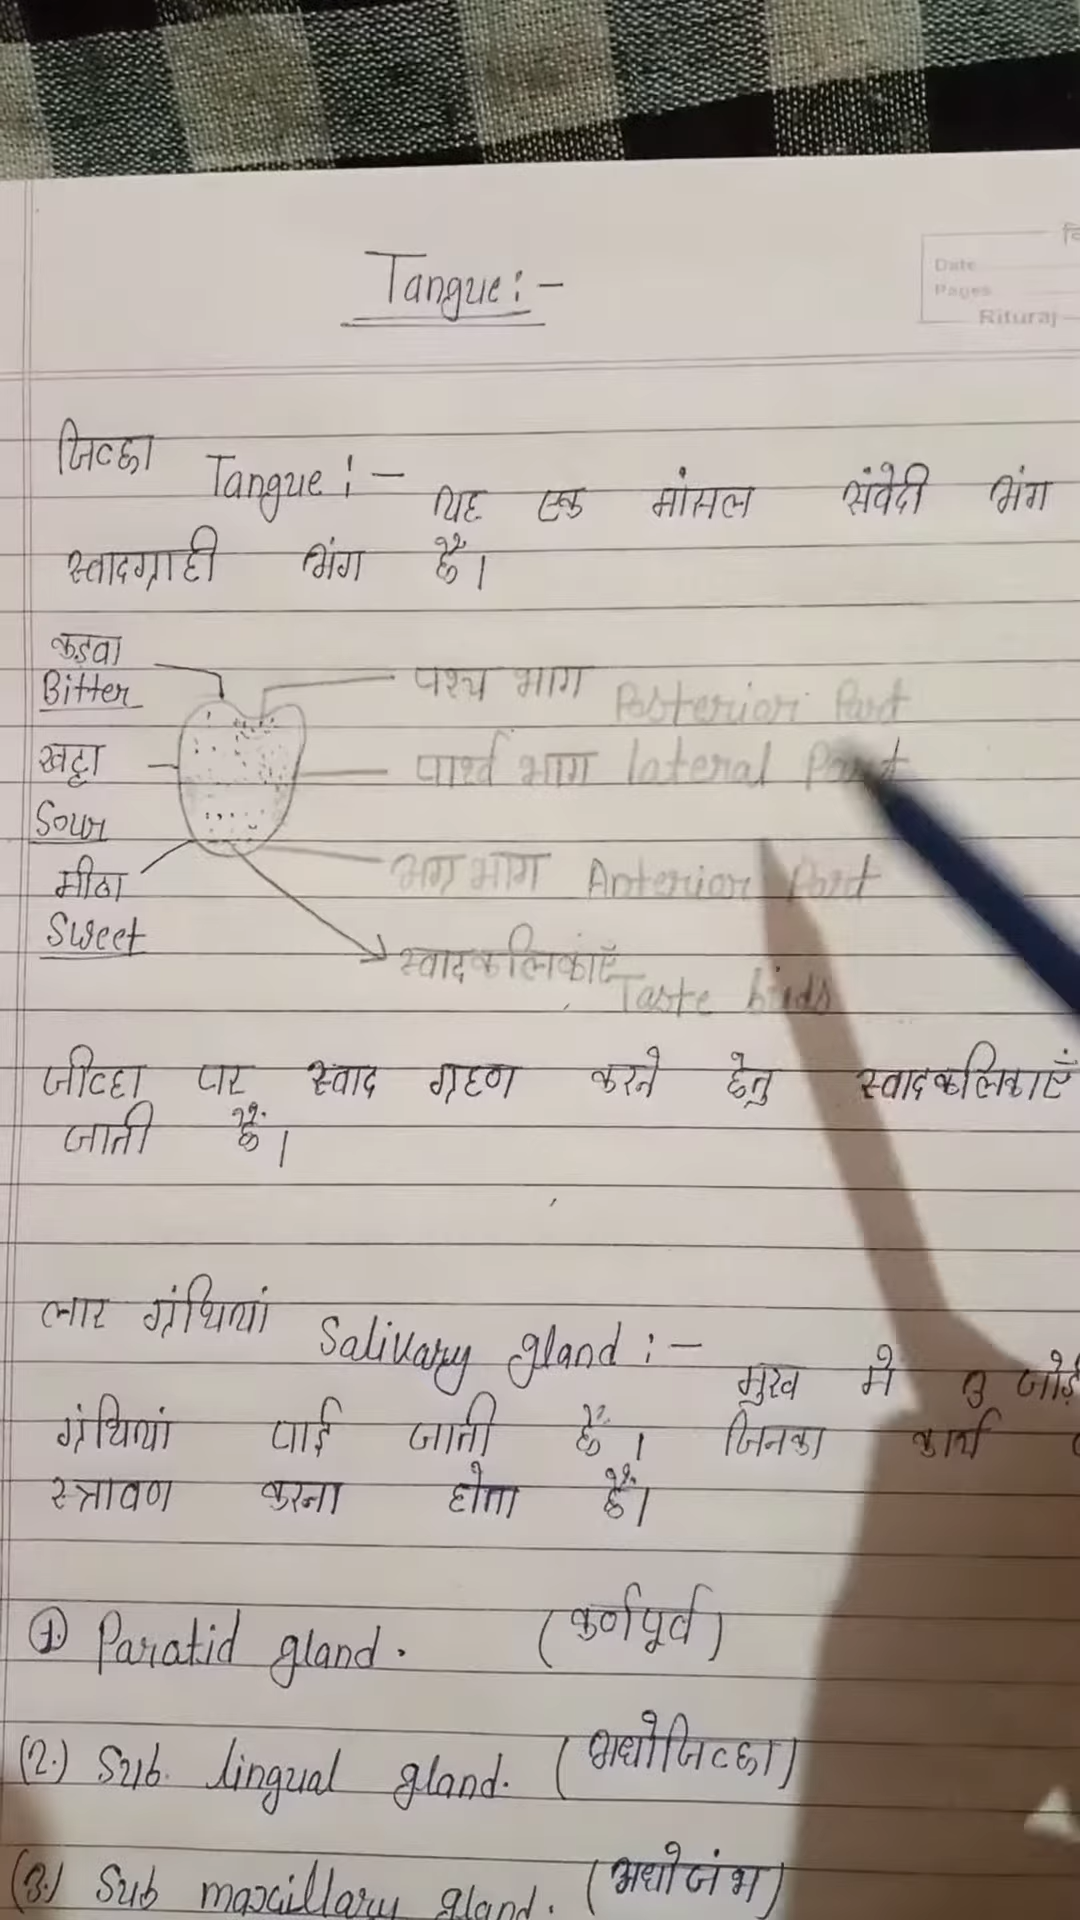 Tangue:-
Date
Pages
Rituraj
जिव्हा Tangue:- यह एक मांसल संवेदी अंग
स्वादग्राही अंग है।
कड़वा
Bitter
पश्च भाग Posterior Part
खट्टा
पार्श्व भाग lateral Part
Sour
मीठा
अग्र भाग Anterior Part
Sweet
स्वादकलिकाएँ Taste buds
जीव्हा पर स्वाद ग्रहण करने हेतु स्वादकलिकाएँ
जाती हैं।
लार ग्रंथियां Salivary gland:- मुख मे 3 जोड़
ग्रंथियां पाई जाती हैं। जिनका कार्य
स्त्रावण करना होता हैं।
1. Paratid gland. (कर्णपूर्व)
(2.) Sub. lingual gland. (अधोजिव्हा)
(3.) Sub maxillary gland. (अधोजंभ)